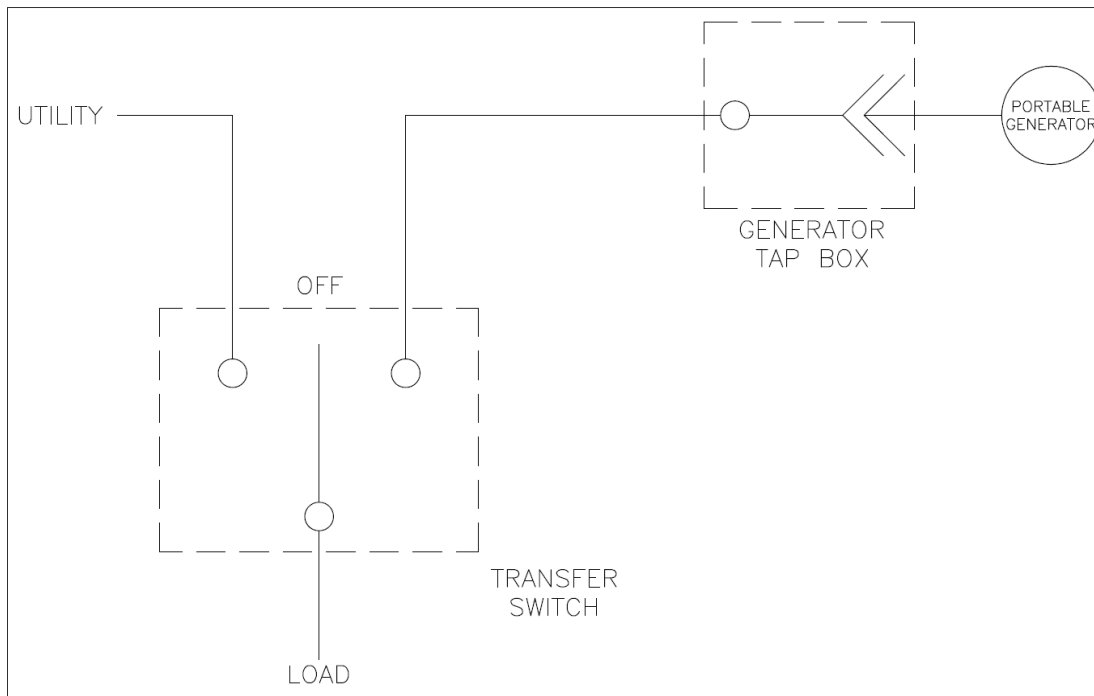 UTILITY
PORTABLE
GENERATOR
GENERATOR
TAP BOX
OFF
TRANSFER
SWITCH
LOAD